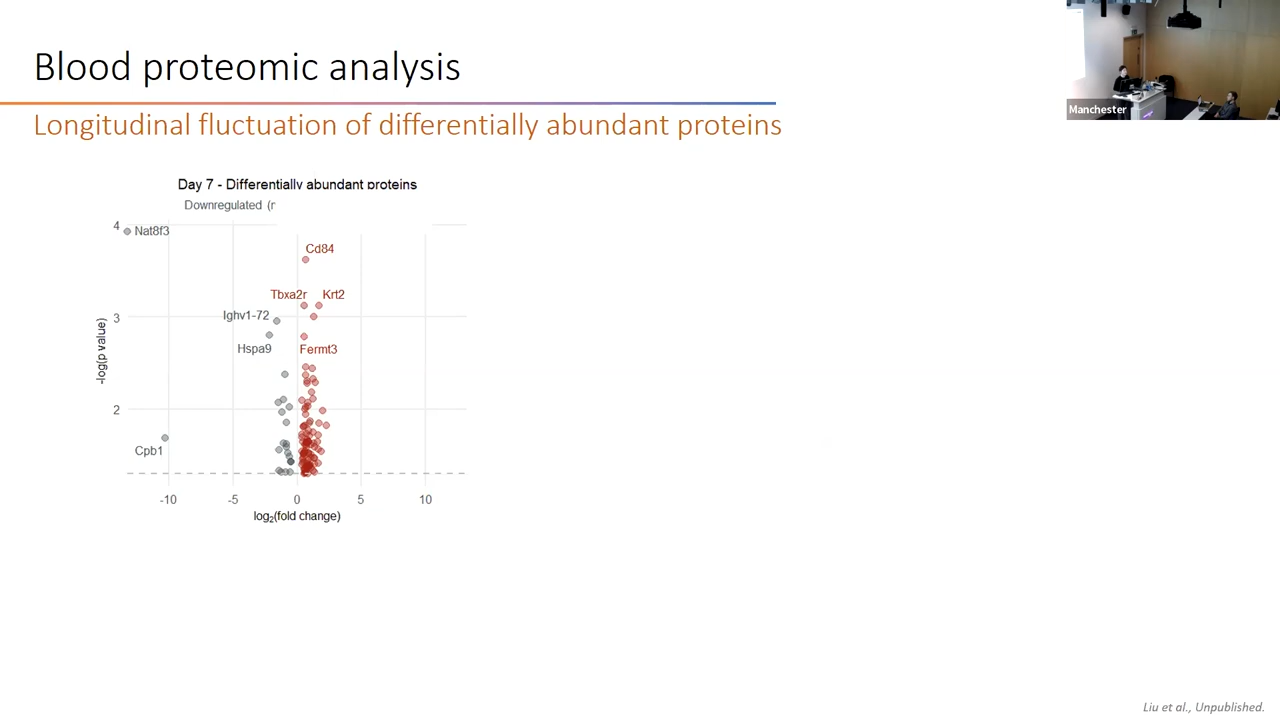 Blood proteomic analysis
Manchester
Longitudinal fluctuation of differentially abundant proteins
Day 7 - Differentially abundant proteins
Downregulated (
4
Nat8f3
Cd84
Tbxa2r
Krt2
3
Ighv1-72
Hspa9
Fermt3
-log(p value)
2
Cpb1
-10
-5
0
5
10
log2(fold change)
Liu et al., Unpublished.